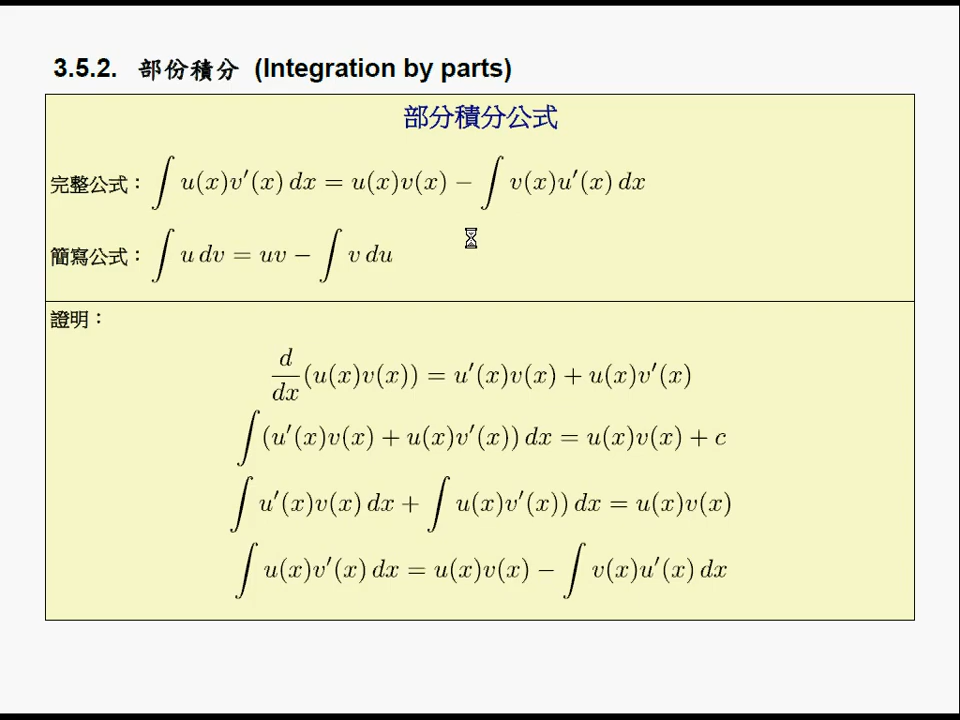 3.5.2. 部份積分 (Integration by parts)
部分積分公式
完整公式：∫ u(x)v′(x) dx = u(x)v(x) − ∫ v(x)u′(x) dx
簡寫公式：∫ u dv = uv − ∫ v du
證明：
d/dx (u(x)v(x)) = u′(x)v(x) + u(x)v′(x)
∫ (u′(x)v(x) + u(x)v′(x)) dx = u(x)v(x) + c
∫ u′(x)v(x) dx + ∫ u(x)v′(x)) dx = u(x)v(x)
∫ u(x)v′(x) dx = u(x)v(x) − ∫ v(x)u′(x) dx